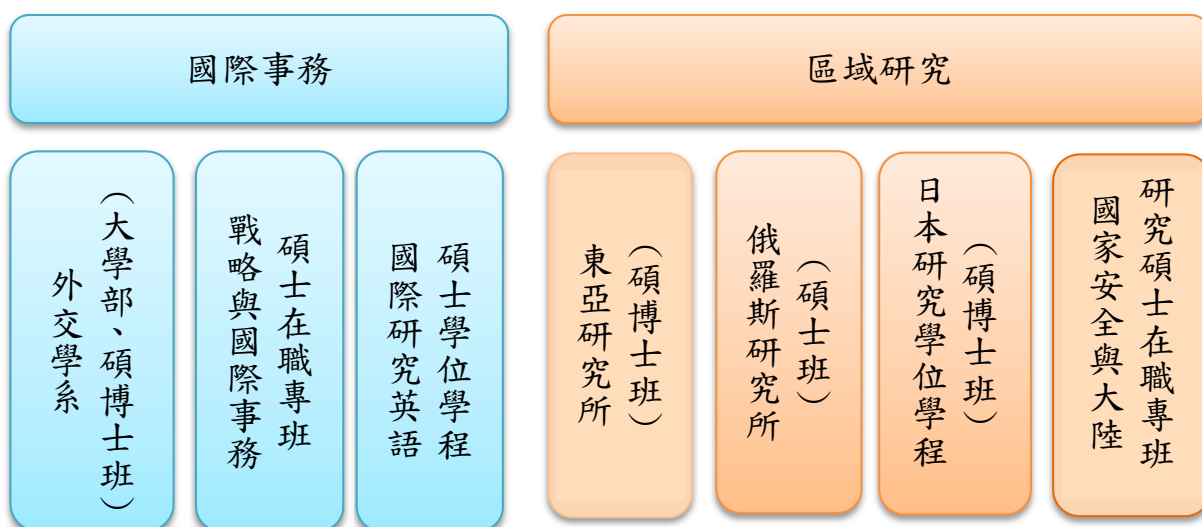 國際事務
外交學系
（大學部、碩博士班）
戰略與國際事務
碩士在職專班
國際研究英語
碩士學位學程
區域研究
東亞研究所
（碩博士班）
俄羅斯研究所
（碩士班）
日本研究學位學程
（碩博士班）
國家安全與大陸
研究碩士在職專班